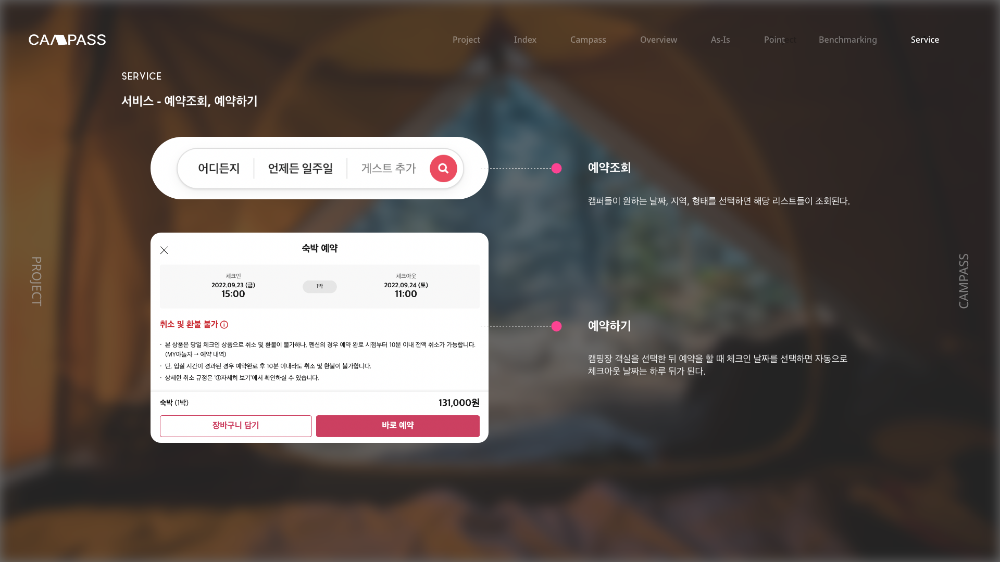 CAMPASS
Project Index Campass Overview As-Is Point Benchmarking Service
SERVICE
서비스 - 예약조회, 예약하기
어디든지 언제든 일주일 게스트 추가
예약조회
캠퍼들이 원하는 날짜, 지역, 형태를 선택하면 해당 리스트들이 조회된다.
숙박 예약
체크인
2022.09.23 (금)
15:00
1박
체크아웃
2022.09.24 (토)
11:00
취소 및 환불 불가
· 본 상품은 당일 체크인 상품으로 취소 및 환불이 불가하나, 펜션의 경우 예약 완료 시점부터 10분 이내 전액 취소가 가능합니다.
(MY야놀자 → 예약 내역)
· 단, 입실 시간이 경과된 경우 예약완료 후 10분 이내라도 취소 및 환불이 불가합니다.
· 상세한 취소 규정은 'ⓘ자세히 보기'에서 확인하실 수 있습니다.
숙박 (1박)
131,000원
장바구니 담기
바로 예약
예약하기
캠핑장 객실을 선택한 뒤 예약을 할 때 체크인 날짜를 선택하면 자동으로
체크아웃 날짜는 하루 뒤가 된다.
PROJECT
CAMPASS